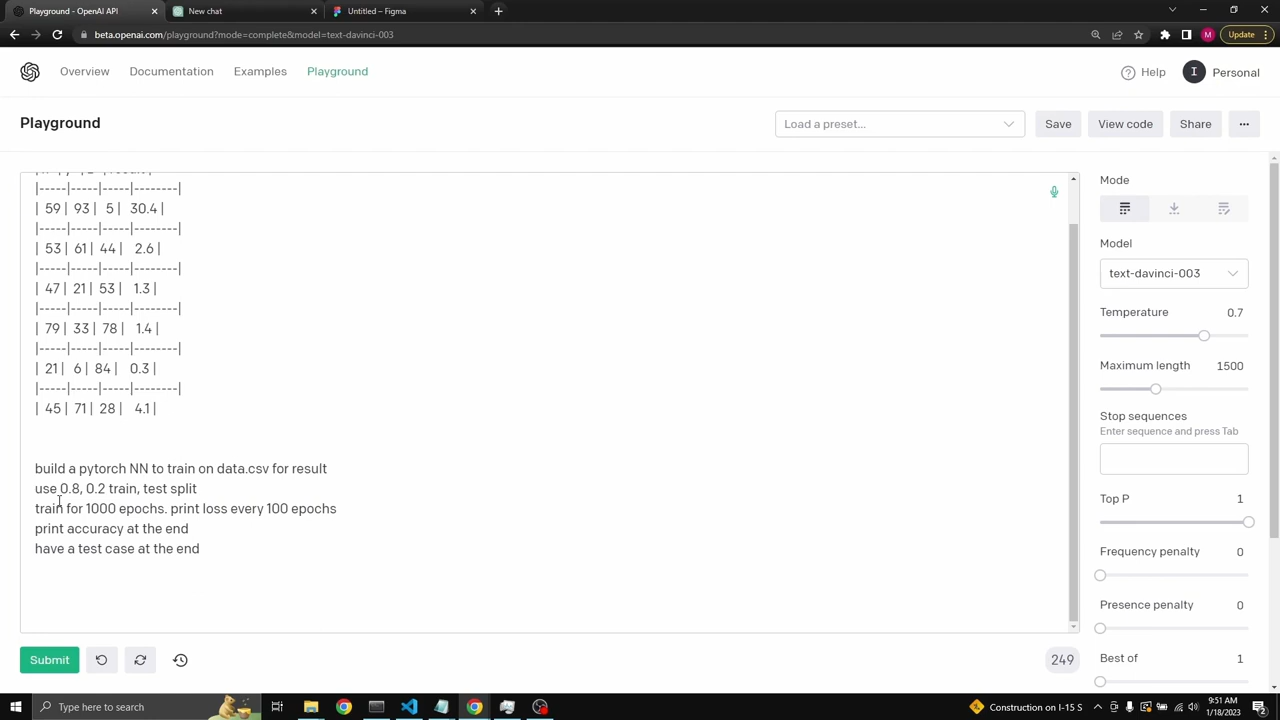 Playground - OpenAI API
New chat
Untitled – Figma
beta.openai.com/playground?mode=complete&model=text-davinci-003
M
Update
Overview
Documentation
Examples
Playground
Help
I
Personal
Playground
Load a preset...
Save
View code
Share
|-----|-----|-----|--------|
| 59 | 93 | 5 | 30.4 |
|-----|-----|-----|--------|
| 53 | 61 | 44 | 2.6 |
|-----|-----|-----|--------|
| 47 | 21 | 53 | 1.3 |
|-----|-----|-----|--------|
| 79 | 33 | 78 | 1.4 |
|-----|-----|-----|--------|
| 21 | 6 | 84 | 0.3 |
|-----|-----|-----|--------|
| 45 | 71 | 28 | 4.1 |
build a pytorch NN to train on data.csv for result
use 0.8, 0.2 train, test split
train for 1000 epochs. print loss every 100 epochs
print accuracy at the end
have a test case at the end
Submit
249
Mode
Model
text-davinci-003
Temperature 0.7
Maximum length 1500
Stop sequences
Enter sequence and press Tab
Top P 1
Frequency penalty 0
Presence penalty 0
Best of 1
Type here to search
Construction on I-15 S
9:51 AM
1/18/2023
2